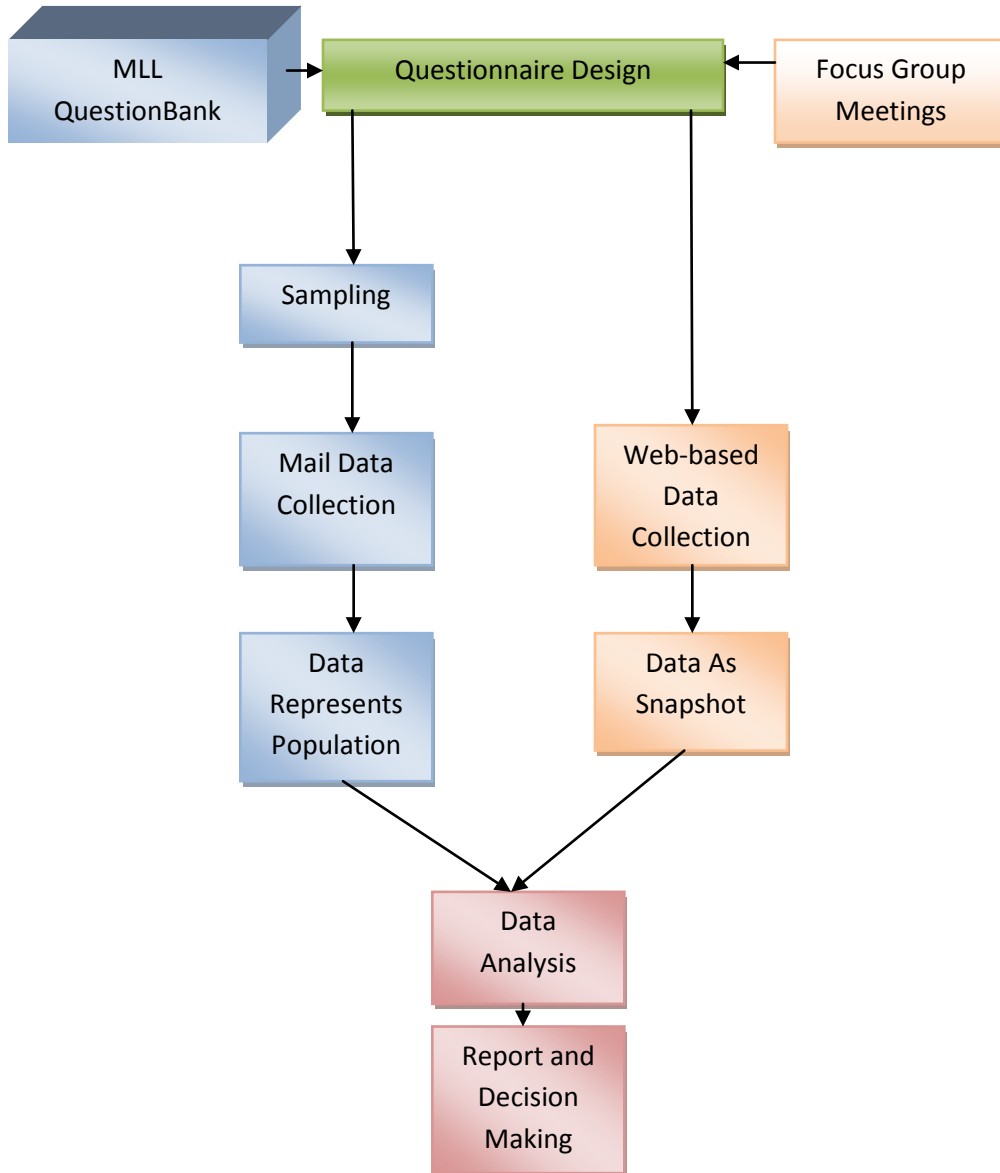 MLL
QuestionBank
Questionnaire Design
Focus Group
Meetings
Sampling
Mail Data
Collection
Web-based
Data
Collection
Data
Represents
Population
Data As
Snapshot
Data
Analysis
Report and
Decision
Making